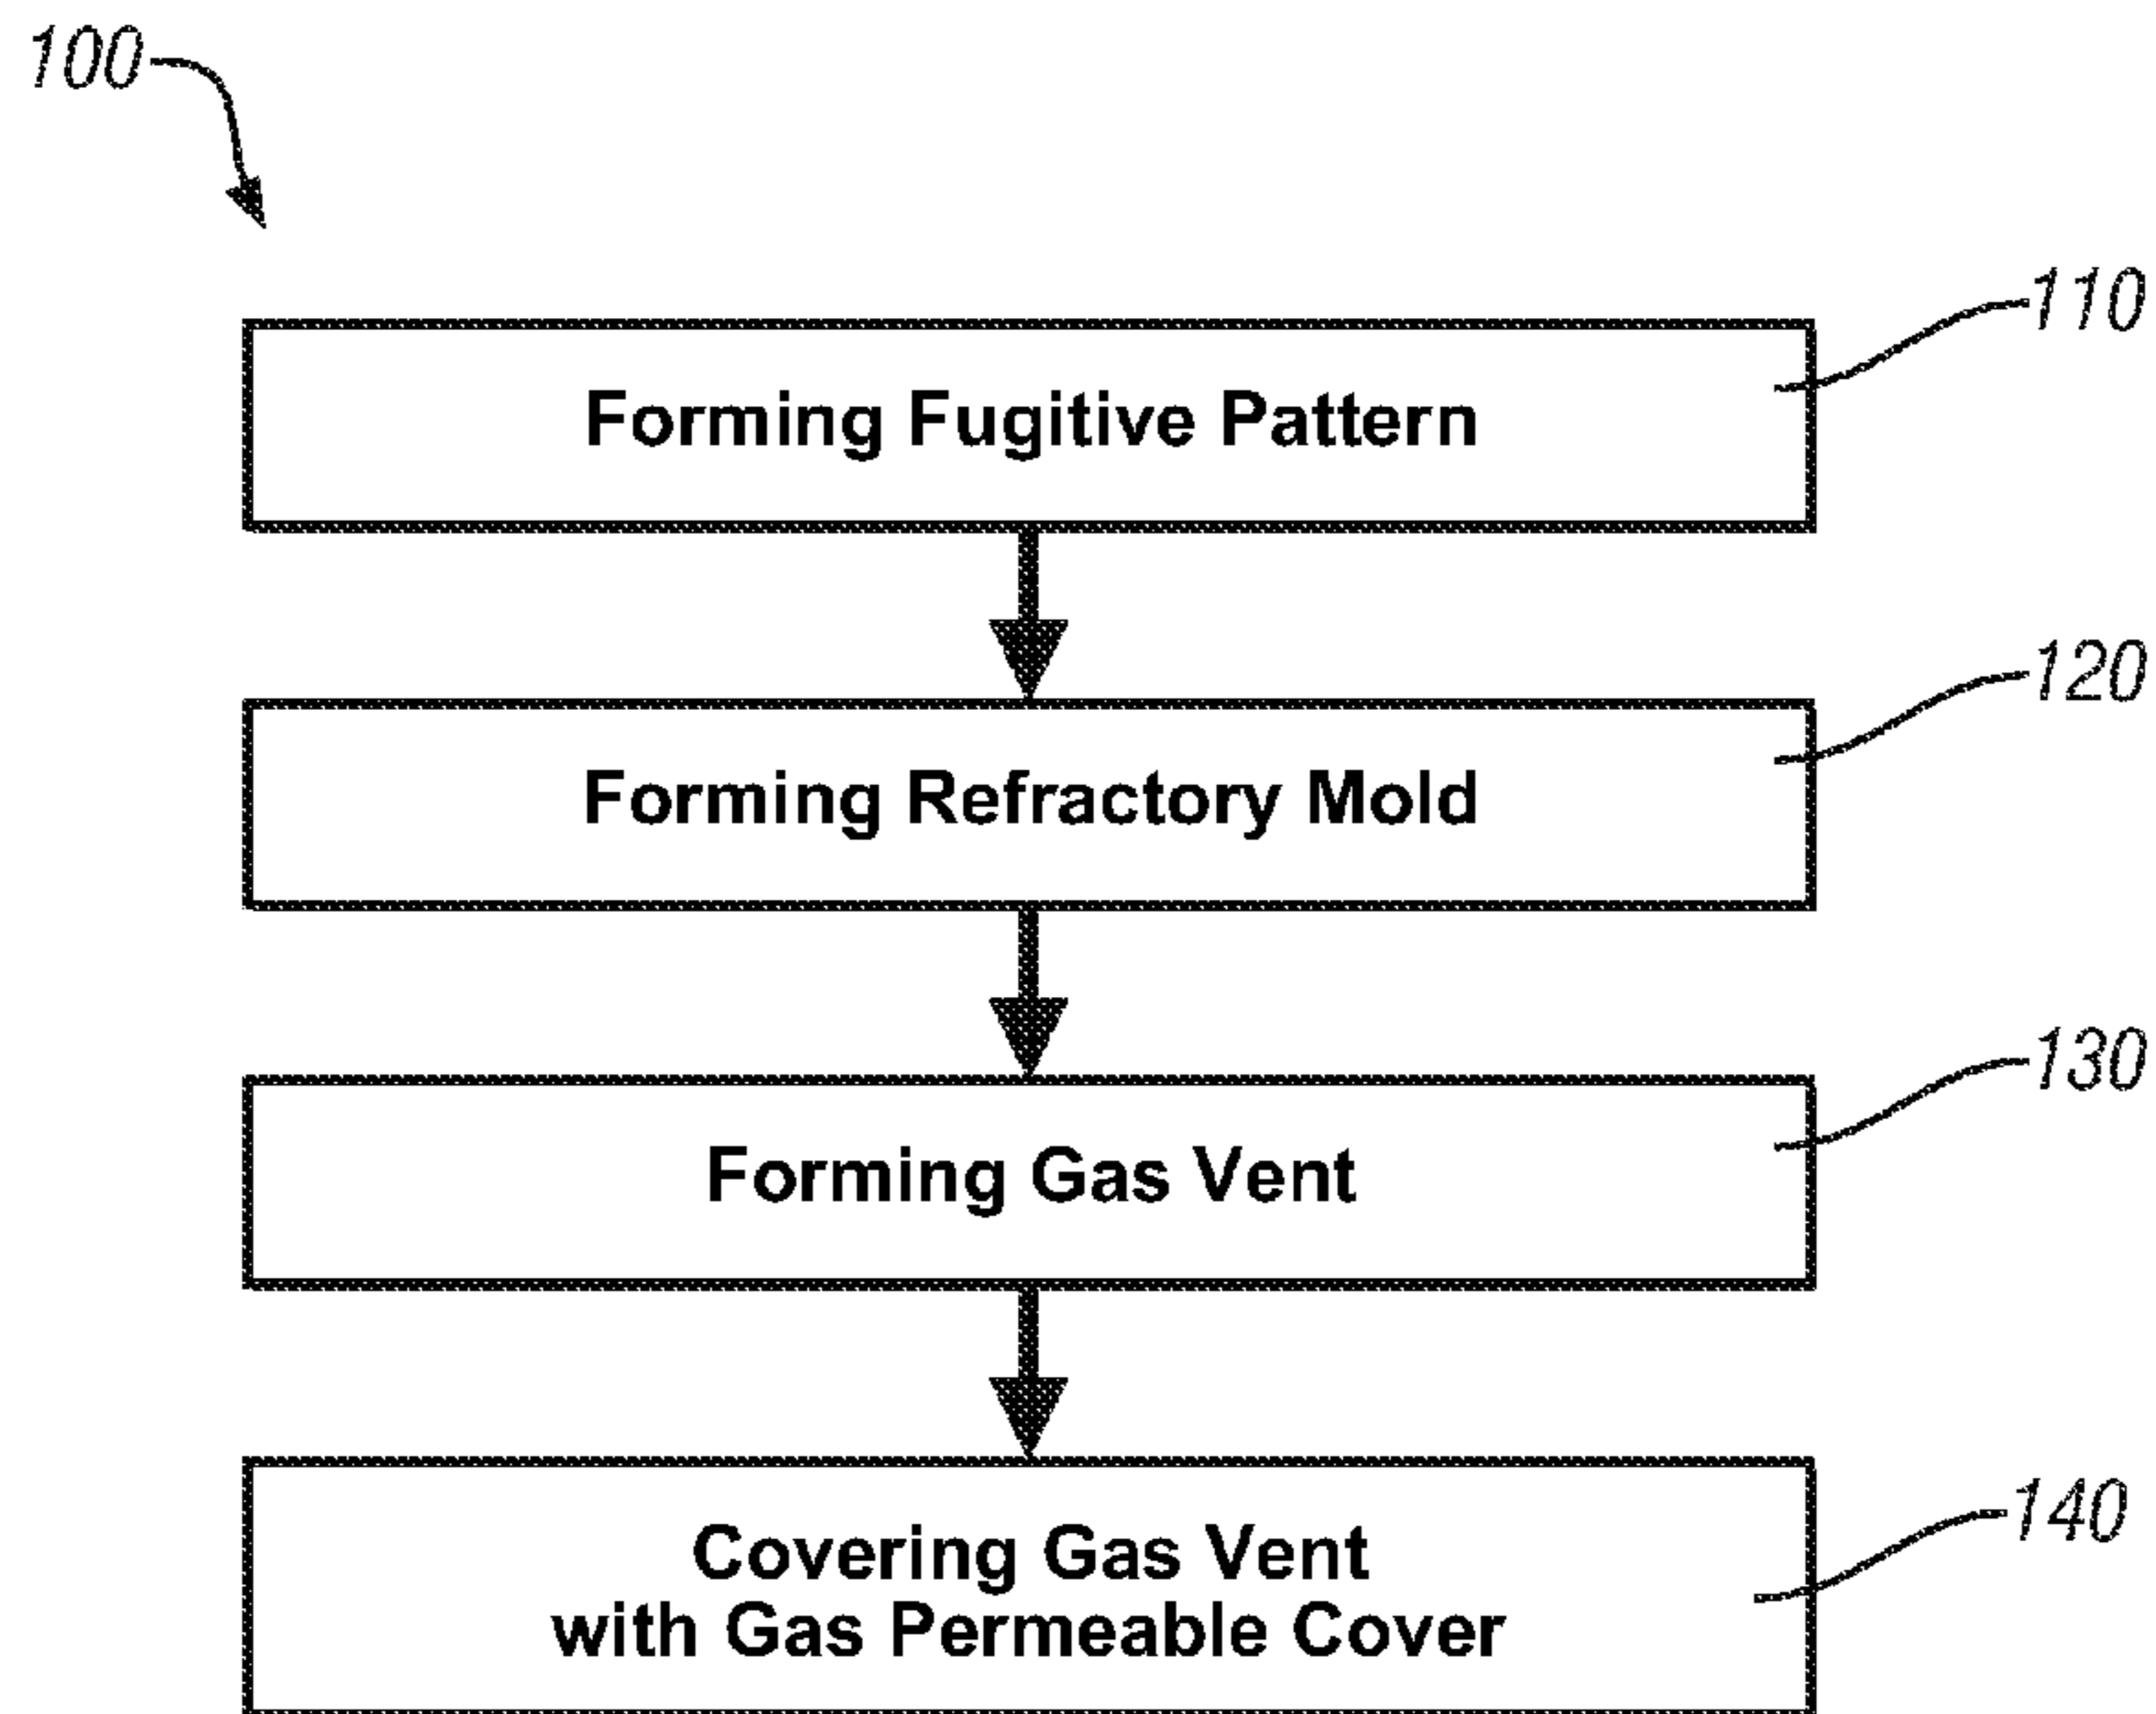 100
110
Forming Fugitive Pattern
120
Forming Refractory Mold
130
Forming Gas Vent
140
Covering Gas Vent
with Gas Permeable Cover